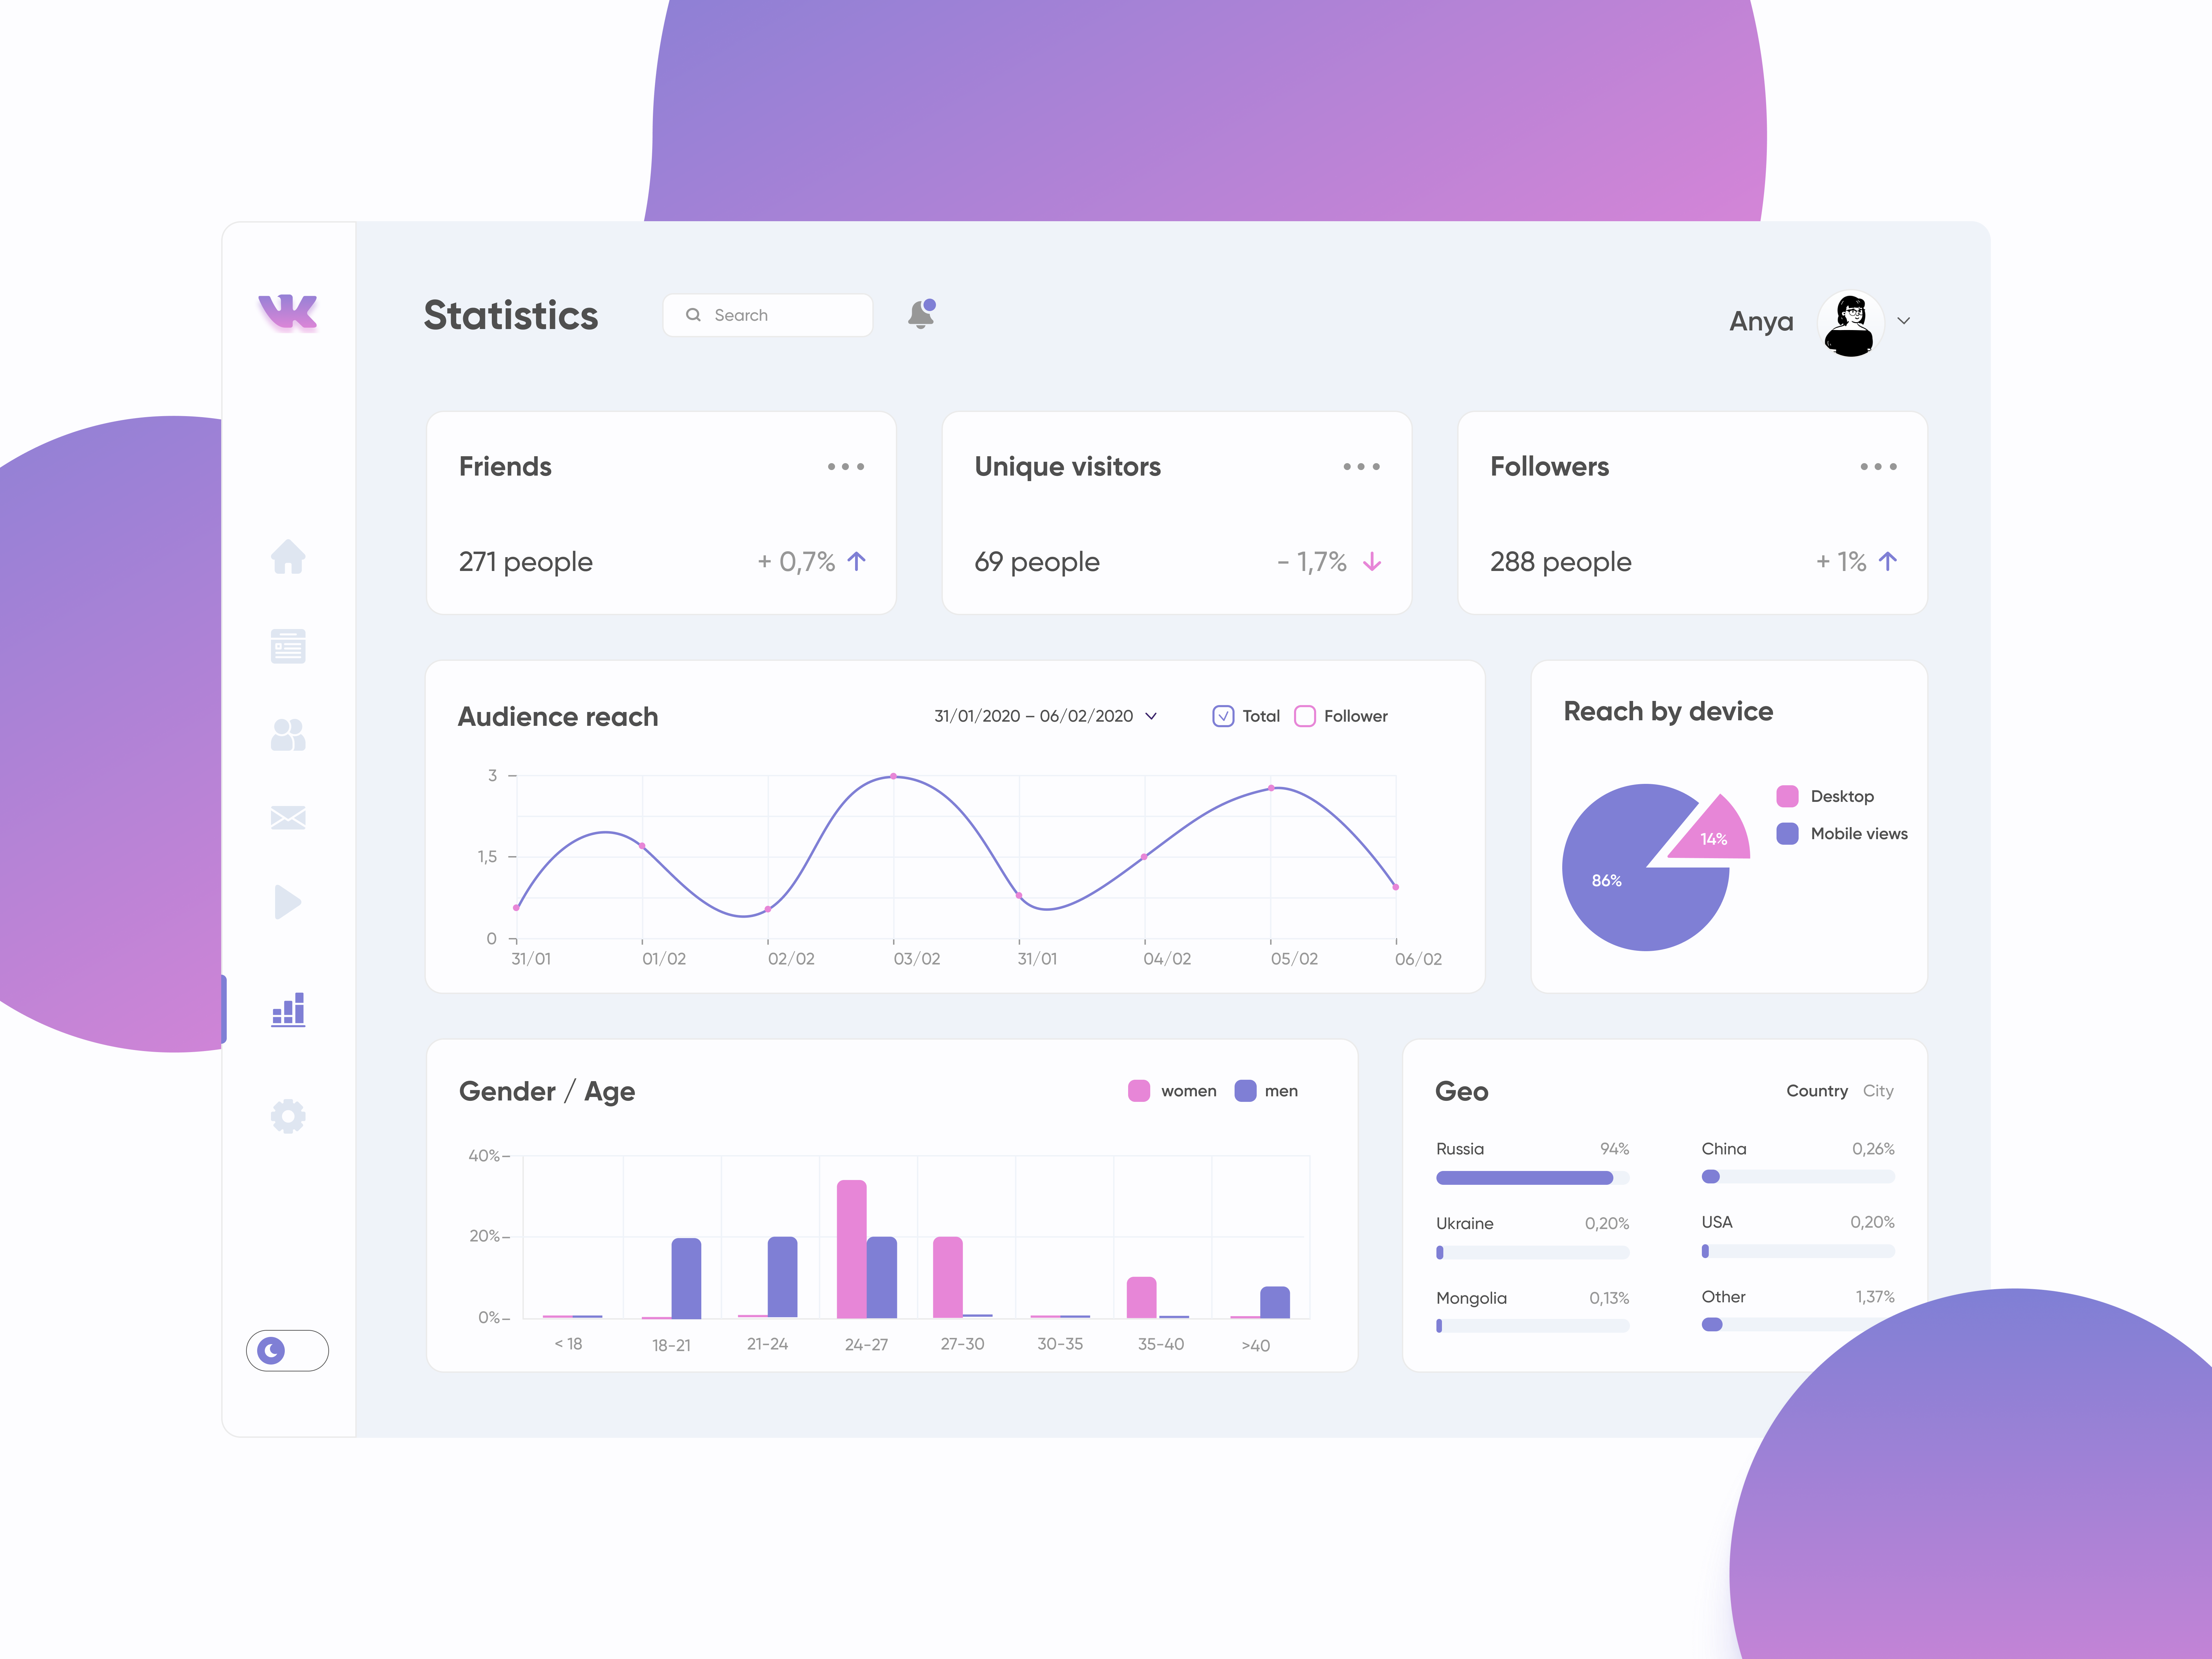 VK
Statistics
Search
Anya
Friends
271 people
+ 0,7%
Unique visitors
69 people
- 1,7%
Followers
288 people
+ 1%
Audience reach
31/01/2020 – 06/02/2020
Total
Follower
3
1,5
0
31/01
01/02
02/02
03/02
31/01
04/02
05/02
06/02
Reach by device
14%
86%
Desktop
Mobile views
Gender / Age
women
men
40%
20%
0%
< 18
18-21
21-24
24-27
27-30
30-35
35-40
>40
Geo
Country
City
Russia
94%
China
0,26%
Ukraine
0,20%
USA
0,20%
Mongolia
0,13%
Other
1,37%